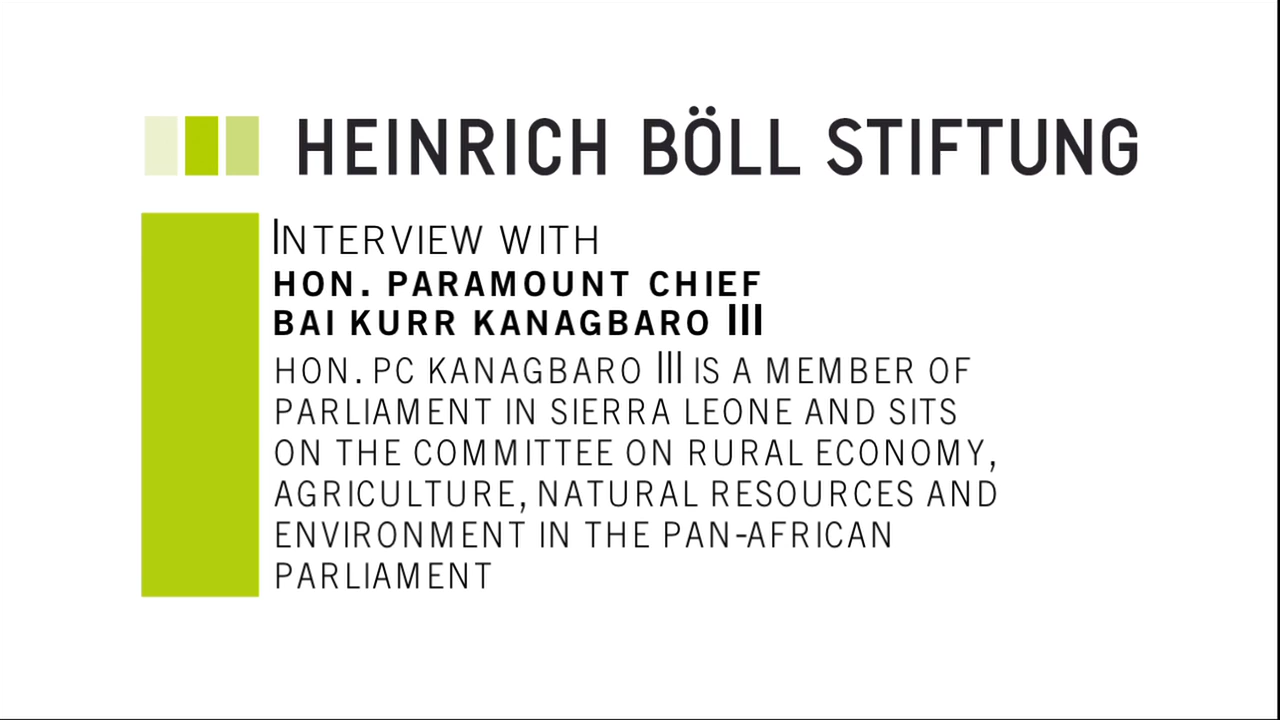 HEINRICH BÖLL STIFTUNG
INTERVIEW WITH
HON. PARAMOUNT CHIEF
BAI KURR KANAGBARO III
HON. PC KANAGBARO III IS A MEMBER OF
PARLIAMENT IN SIERRA LEONE AND SITS
ON THE COMMITTEE ON RURAL ECONOMY,
AGRICULTURE, NATURAL RESOURCES AND
ENVIRONMENT IN THE PAN-AFRICAN
PARLIAMENT